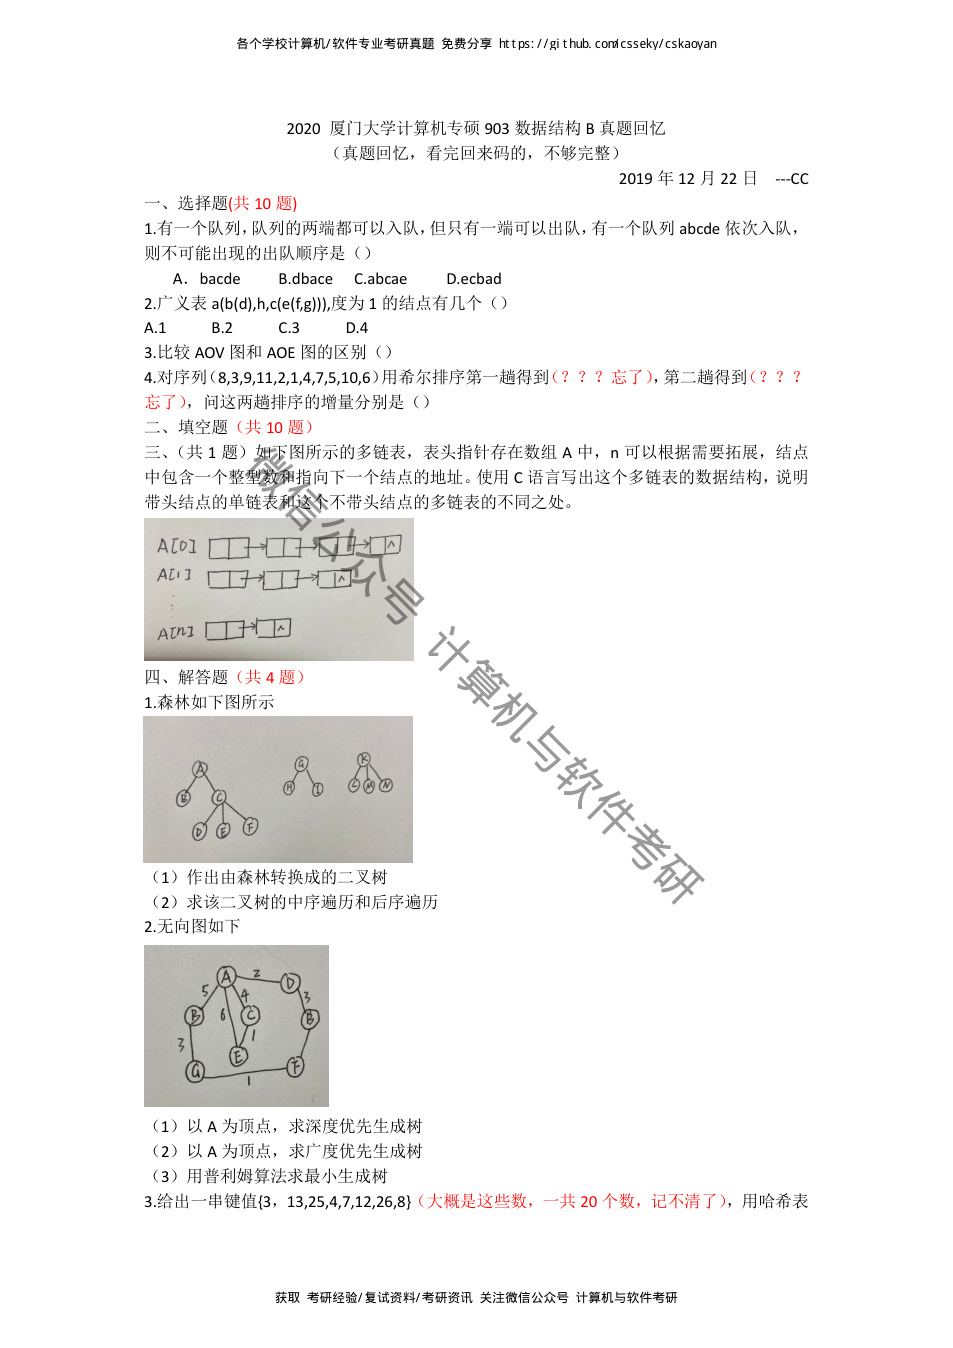 各个学校计算机/软件专业考研真题 免费分享 https://github.com/csseky/cskaoyan
2020 厦门大学计算机专硕 903 数据结构 B 真题回忆
（真题回忆，看完回来码的，不够完整）
2019 年 12 月 22 日 ---CC
一、选择题(共 10 题)
1.有一个队列，队列的两端都可以入队，但只有一端可以出队，有一个队列 abcde 依次入队，
则不可能出现的出队顺序是（）
A．bacde B.dbace C.abcae D.ecbad
2.广义表 a(b(d),h,c(e(f,g))),度为 1 的结点有几个（）
A.1 B.2 C.3 D.4
3.比较 AOV 图和 AOE 图的区别（）
4.对序列（8,3,9,11,2,1,4,7,5,10,6）用希尔排序第一趟得到（？？？忘了），第二趟得到（？？？
忘了），问这两趟排序的增量分别是（）
二、填空题（共 10 题）
三、（共 1 题）如下图所示的多链表，表头指针存在数组 A 中，n 可以根据需要拓展，结点
中包含一个整型数和指向下一个结点的地址。使用 C 语言写出这个多链表的数据结构，说明
带头结点的单链表和这个不带头结点的多链表的不同之处。
A[0] ^
A[1] ^
A[n] ^
四、解答题（共 4 题）
1.森林如下图所示
A G K
B C H I L M N
D E F
（1）作出由森林转换成的二叉树
（2）求该二叉树的中序遍历和后序遍历
2.无向图如下
A 2 D
5 4 3
B 6 C B
3 E 1
G 1 F
（1）以 A 为顶点，求深度优先生成树
（2）以 A 为顶点，求广度优先生成树
（3）用普利姆算法求最小生成树
3.给出一串键值{3，13,25,4,7,12,26,8}（大概是这些数，一共 20 个数，记不清了），用哈希表
微信公众号 计算机与软件考研
获取 考研经验/复试资料/考研资讯 关注微信公众号 计算机与软件考研